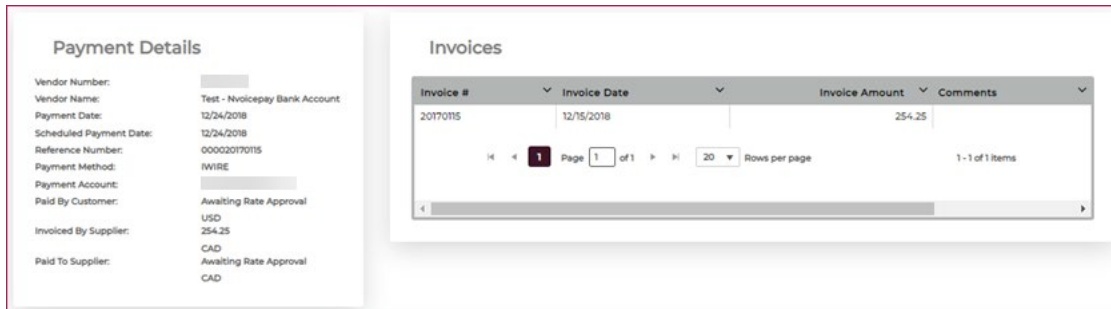 Payment Details
Vendor Number:
Vendor Name: Test - Nvoicepay Bank Account
Payment Date: 12/24/2018
Scheduled Payment Date: 12/24/2018
Reference Number: 000020170115
Payment Method: IWIRE
Payment Account:
Paid By Customer: Awaiting Rate Approval
USD
Invoiced By Supplier: 254.25
CAD
Paid To Supplier: Awaiting Rate Approval
CAD
Invoices
Invoice # Invoice Date Invoice Amount Comments
20170115 12/15/2018 254.25
1 Page 1 of 1 20 Rows per page 1 - 1 of 1 items